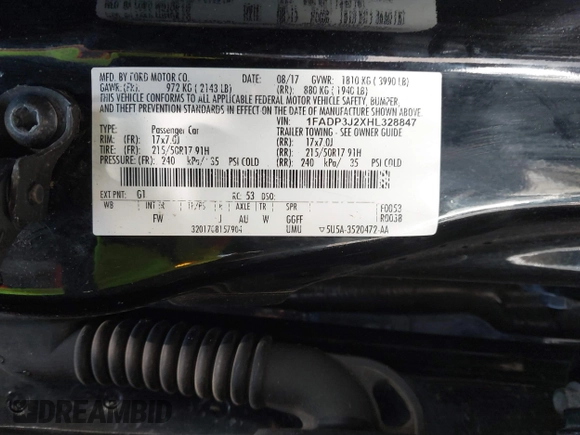 MFD. BY FORD MOTOR CO.
DATE: 08/17 GVWR: 1810 KG ( 3990 LB)
GAWR: (FR): 972 KG ( 2143 LB) (RR): 880 KG ( 1940 LB)
THIS VEHICLE CONFORMS TO ALL APPLICABLE FEDERAL MOTOR VEHICLE SAFETY, BUMPER,
AND THEFT PREVENTION STANDARDS IN EFFECT ON THE DATE OF MANUFACTURE SHOWN ABOVE.
VIN: 1FADP3J2XHL328847
TYPE: Passenger Car TRAILER TOWING - SEE OWNER GUIDE
RIM: (FR): 17x7.0J (RR): 17x7.0J
TIRE: (FR): 215/50R17 91H (RR): 215/50R17 91H
PRESSURE: (FR): 240 kPa/ 35 PSI COLD (RR): 240 kPa/ 35 PSI COLD
EXT PNT: G1 RC: 53 DSO:
WB INT TR R AXLE TR SPR F0053
FW J AU W GGFF R0038
3201708157904 UMU 5U5A-3520472-AA
DREAMBID